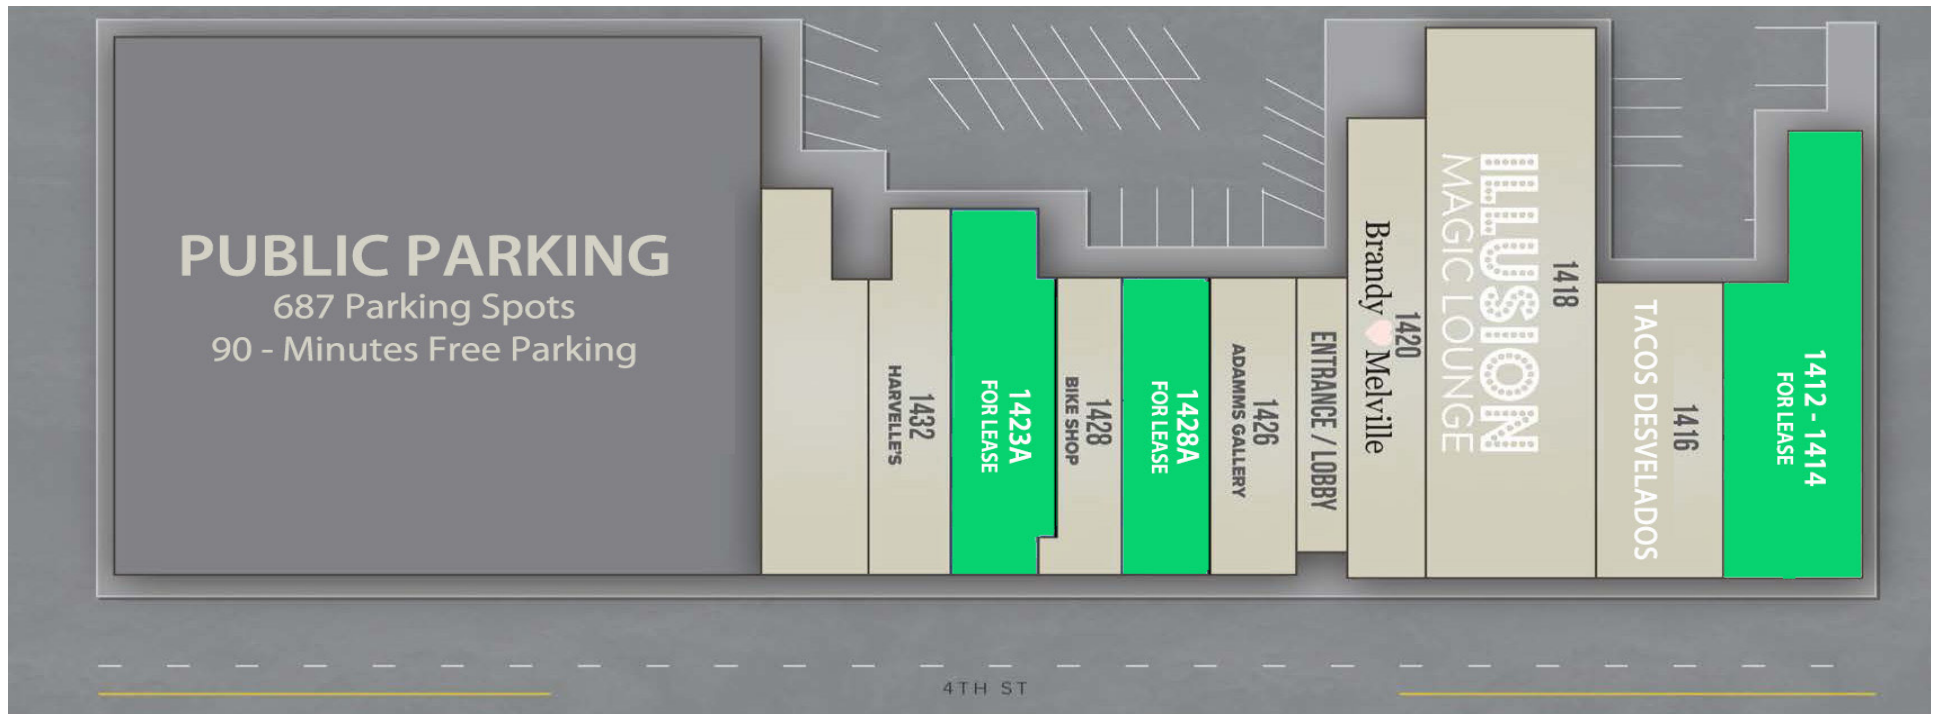 PUBLIC PARKING
687 Parking Spots
90 - Minutes Free Parking
1432
HARVELLE'S
1423A
FOR LEASE
1428
BIKE SHOP
1428A
FOR LEASE
1426
ADAMMS GALLERY
ENTRANCE / LOBBY
1420
Brandy Melville
1418
ILLUSION
MAGIC LOUNGE
1416
TACOS DESVELADOS
1412 - 1414
FOR LEASE
4TH ST